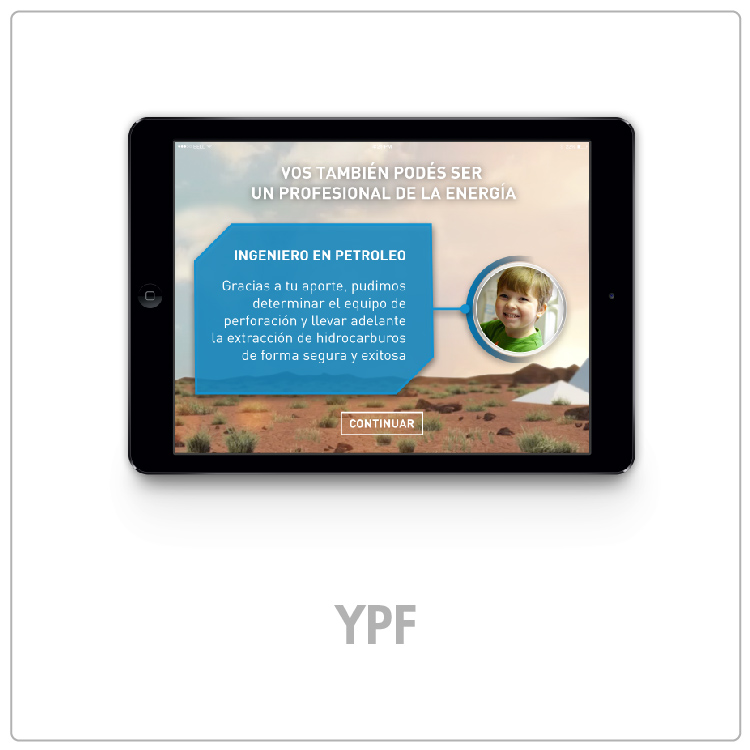 VOS TAMBIÉN PODÉS SER
UN PROFESIONAL DE LA ENERGÍA
INGENIERO EN PETROLEO
Gracias a tu aporte, pudimos
determinar el equipo de
perforación y llevar adelante
la extracción de hidrocarburos
de forma segura y exitosa
CONTINUAR
YPF